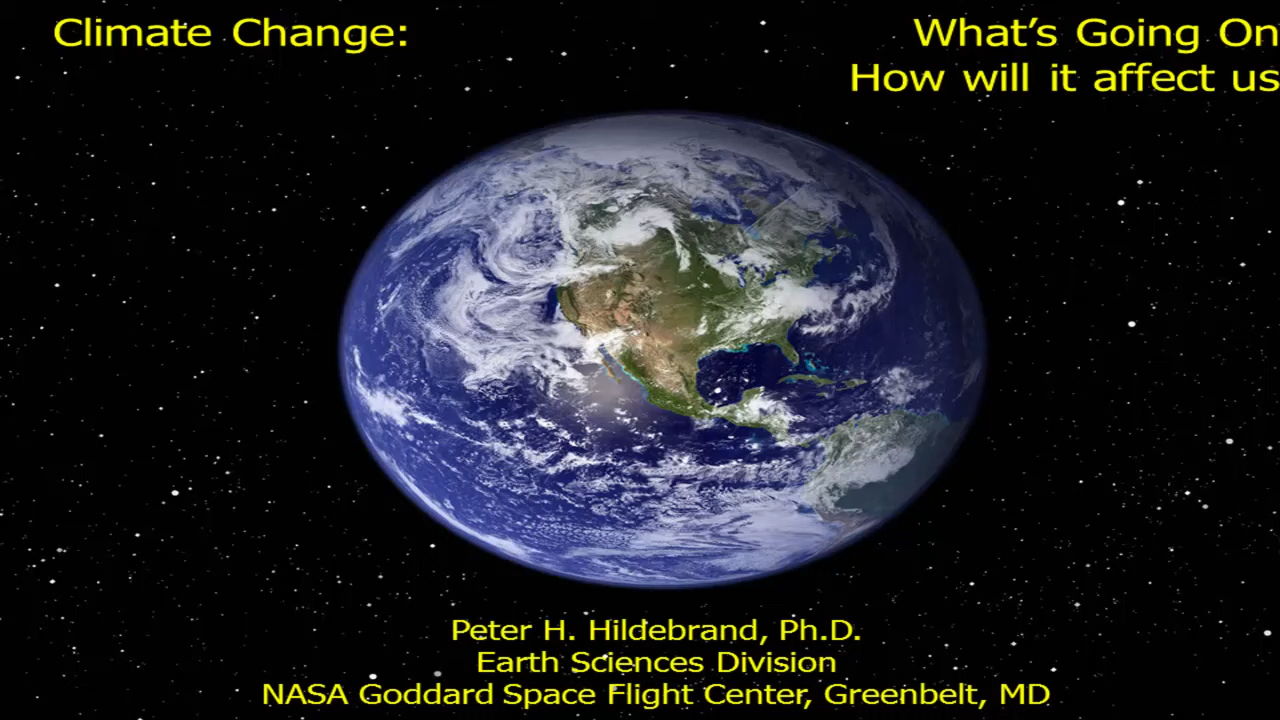 Climate Change:
What's Going On
How will it affect us
Peter H. Hildebrand, Ph.D.
Earth Sciences Division
NASA Goddard Space Flight Center, Greenbelt, MD